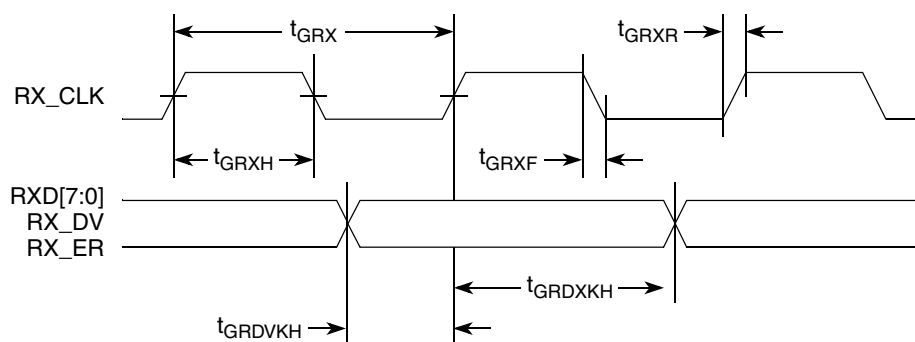 tGRX
tGRXR
RX_CLK
tGRXH
tGRXF
RXD[7:0]
RX_DV
RX_ER
tGRDXKH
tGRDVKH